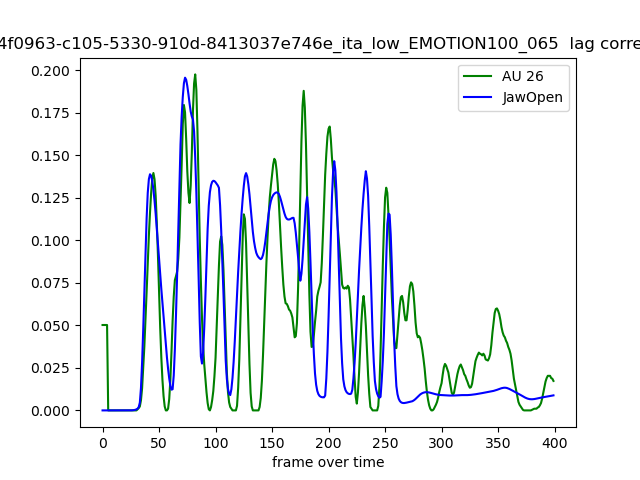 4f0963-c105-5330-910d-8413037e746e_ita_low_EMOTION100_065 lag corre
AU 26
JawOpen
0.200
0.175
0.150
0.125
0.100
0.075
0.050
0.025
0.000
0 50 100 150 200 250 300 350 400
frame over time